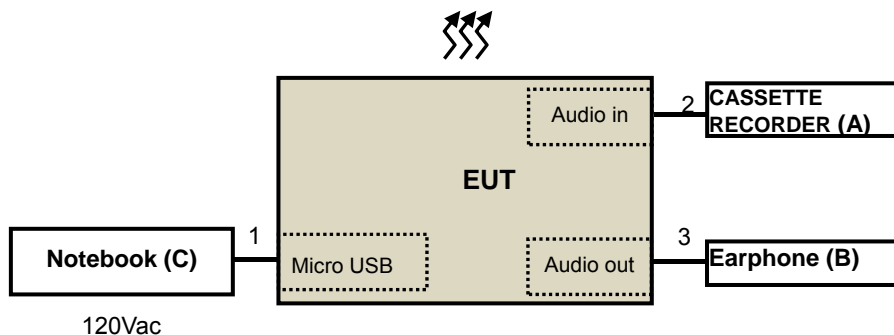 Audio in
2
CASSETTE
RECORDER (A)
EUT
Notebook (C)
1
Micro USB
Audio out
3
Earphone (B)
120Vac